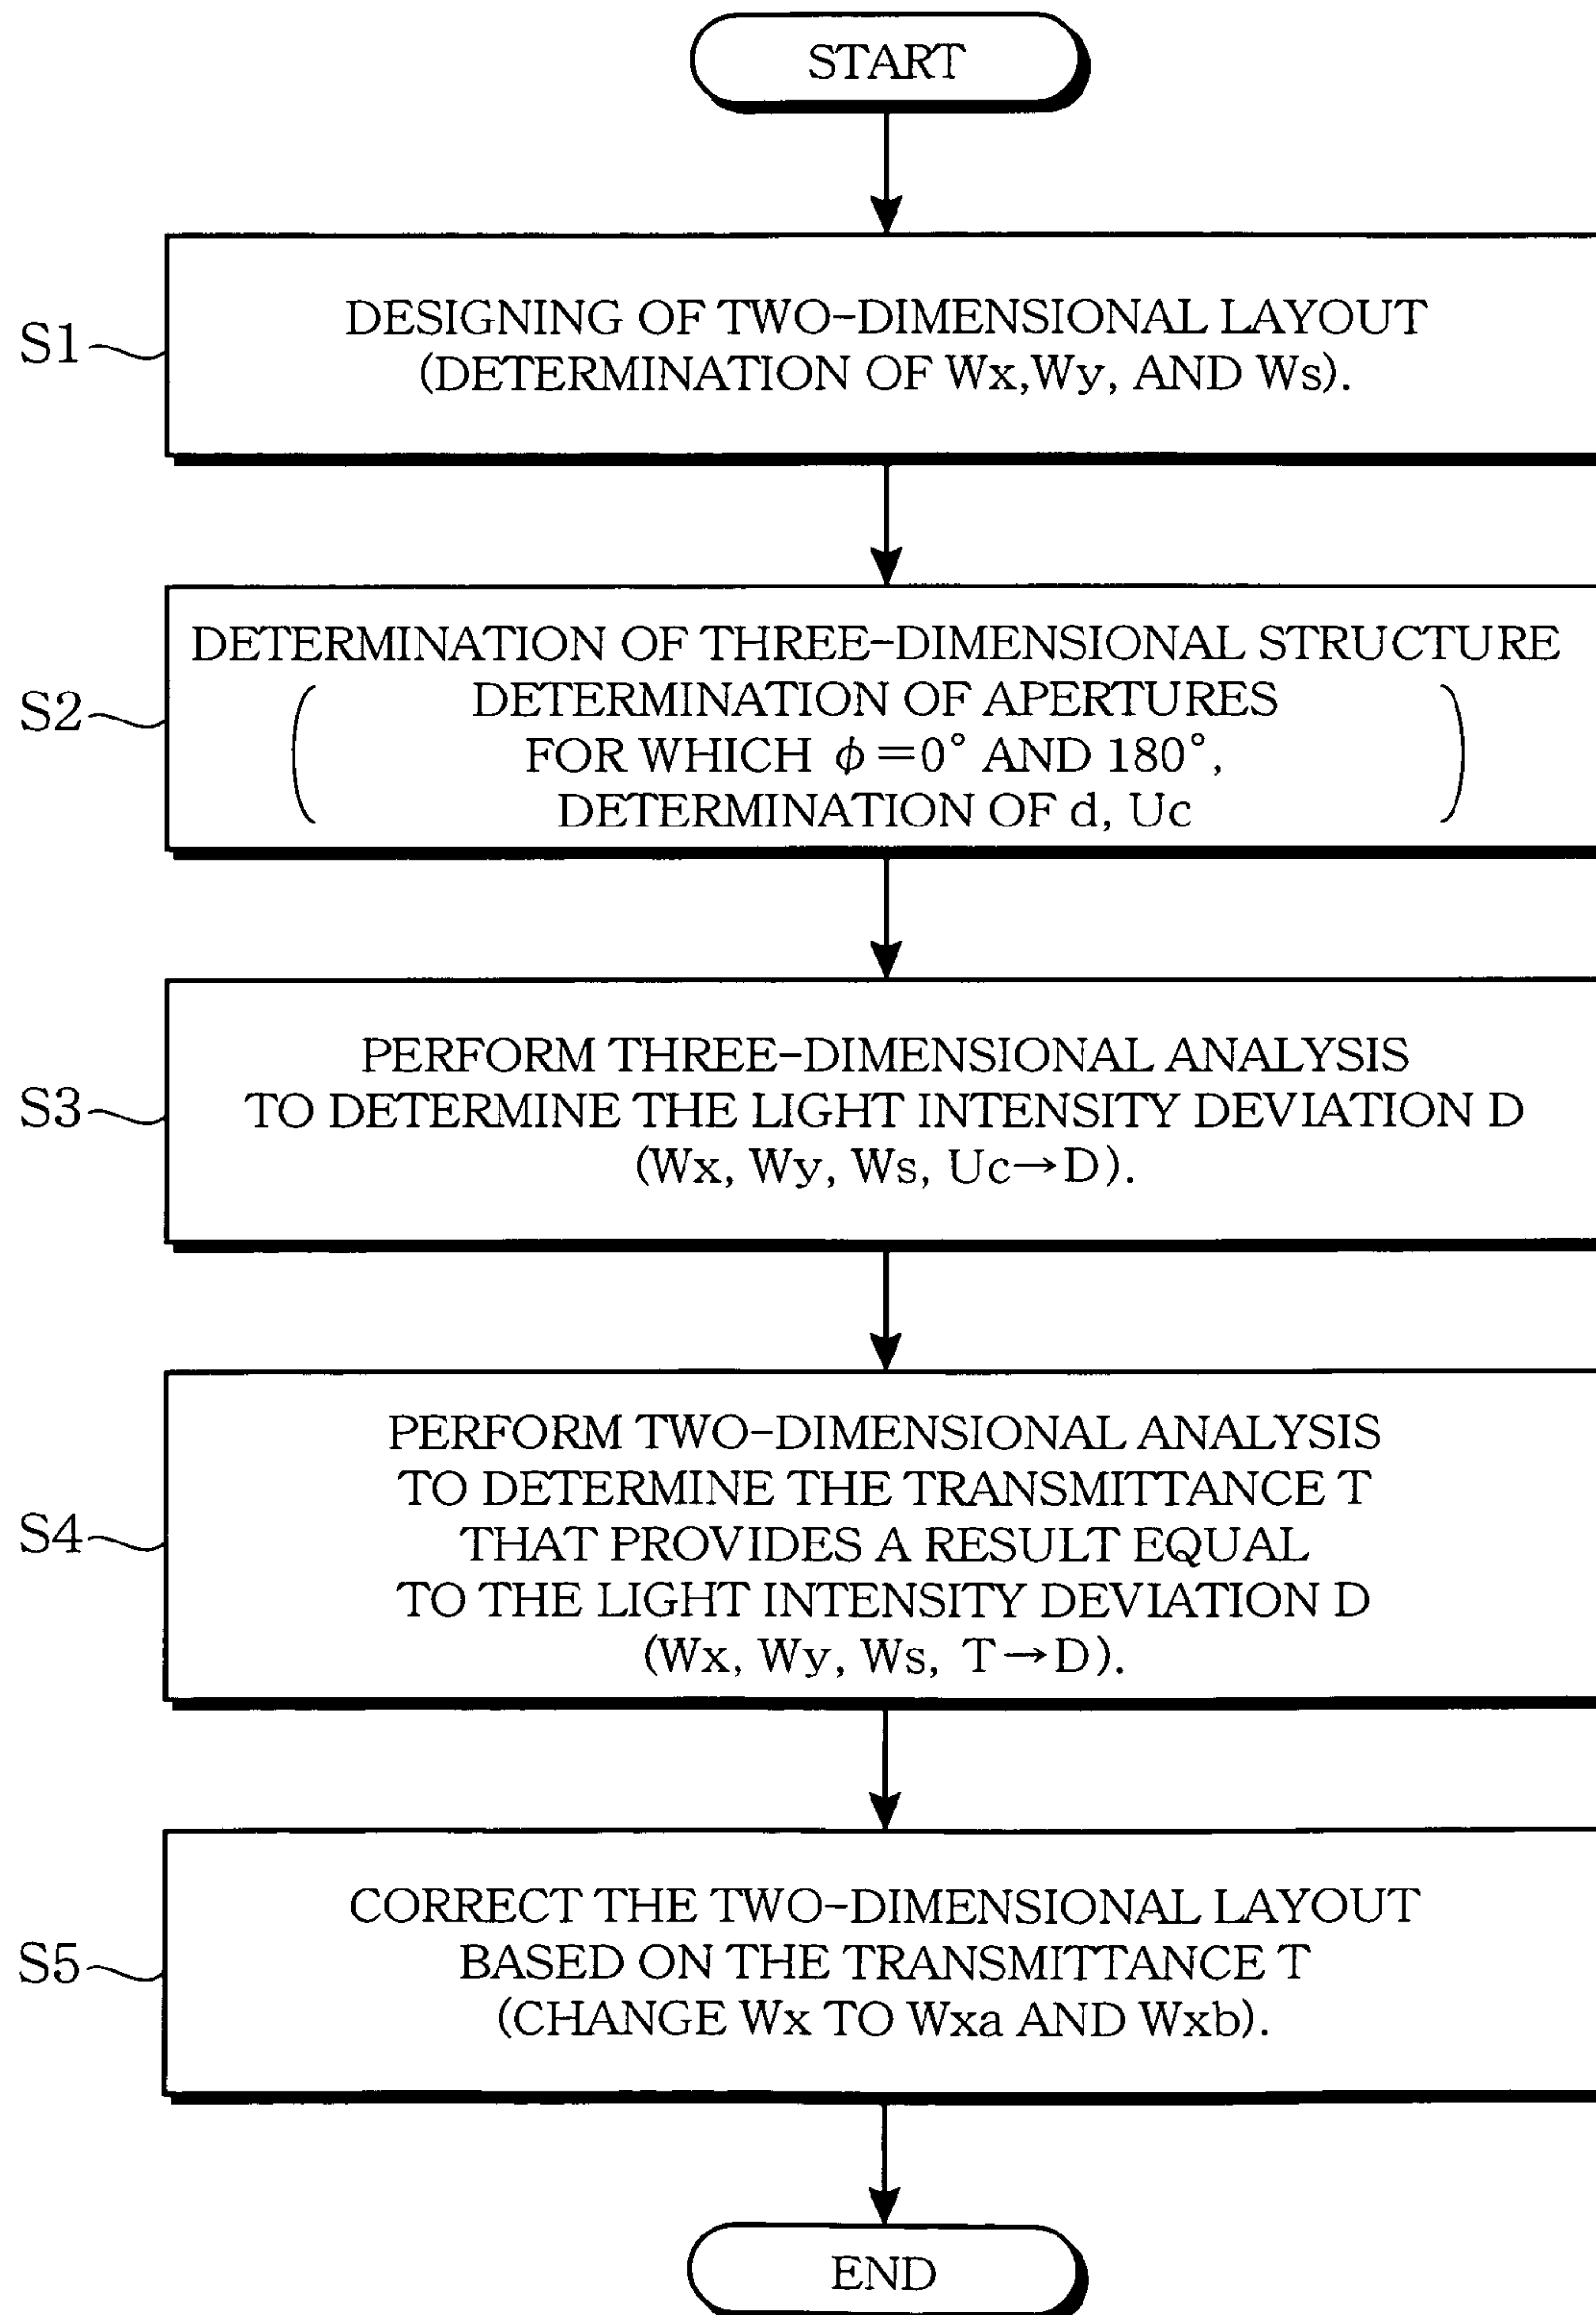 START
S1
DESIGNING OF TWO-DIMENSIONAL LAYOUT
(DETERMINATION OF Wx,Wy, AND Ws).
S2
DETERMINATION OF THREE-DIMENSIONAL STRUCTURE
(DETERMINATION OF APERTURES
FOR WHICH ϕ=0° AND 180°,
DETERMINATION OF d, Uc)
S3
PERFORM THREE-DIMENSIONAL ANALYSIS
TO DETERMINE THE LIGHT INTENSITY DEVIATION D
(Wx, Wy, Ws, Uc→D).
S4
PERFORM TWO-DIMENSIONAL ANALYSIS
TO DETERMINE THE TRANSMITTANCE T
THAT PROVIDES A RESULT EQUAL
TO THE LIGHT INTENSITY DEVIATION D
(Wx, Wy, Ws, T→D).
S5
CORRECT THE TWO-DIMENSIONAL LAYOUT
BASED ON THE TRANSMITTANCE T
(CHANGE Wx TO Wxa AND Wxb).
END